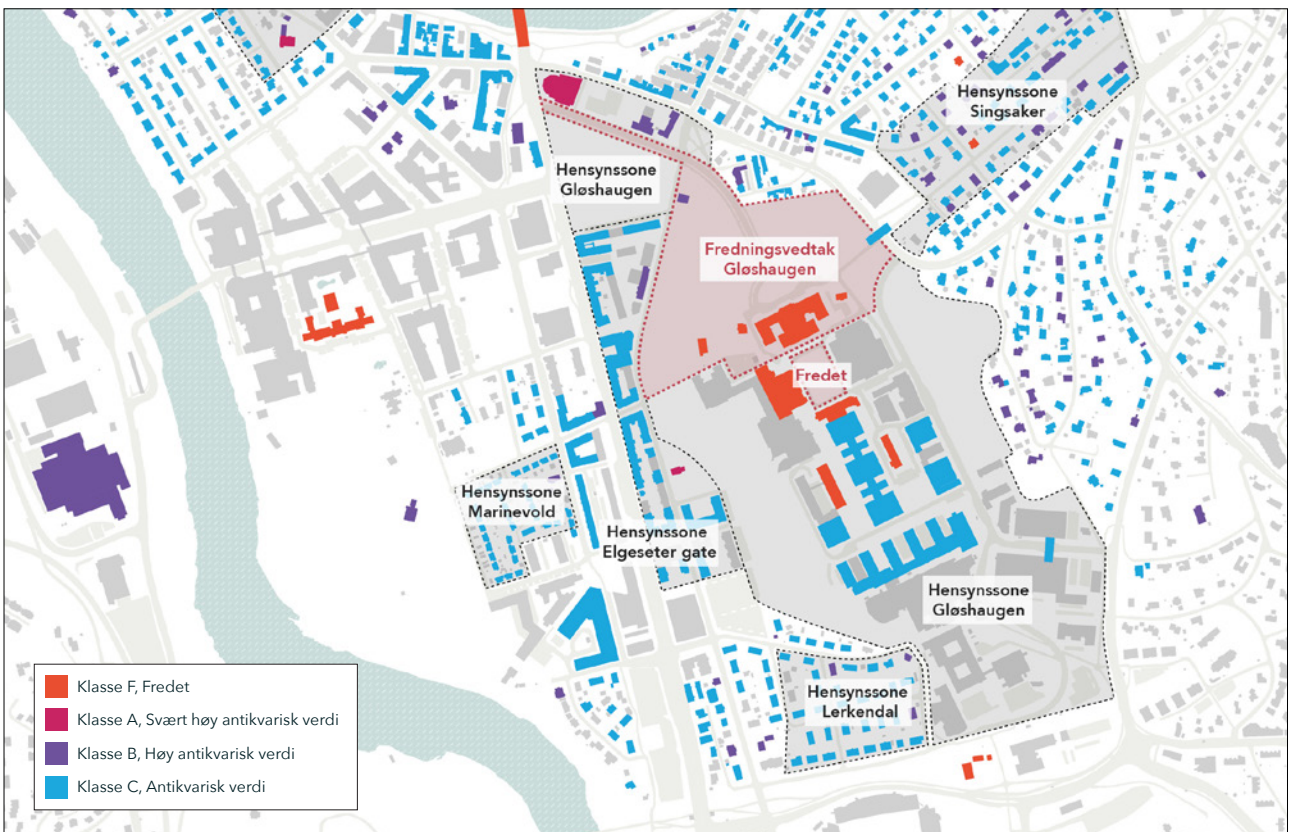 Hensynssone
Singsaker
Hensynssone
Gløshaugen
Fredningsvedtak
Gløshaugen
Fredet
Hensynssone
Marinevold
Hensynssone
Elgeseter gate
Hensynssone
Gløshaugen
Hensynssone
Lerkendal
Klasse F, Fredet
Klasse A, Svært høy antikvarisk verdi
Klasse B, Høy antikvarisk verdi
Klasse C, Antikvarisk verdi